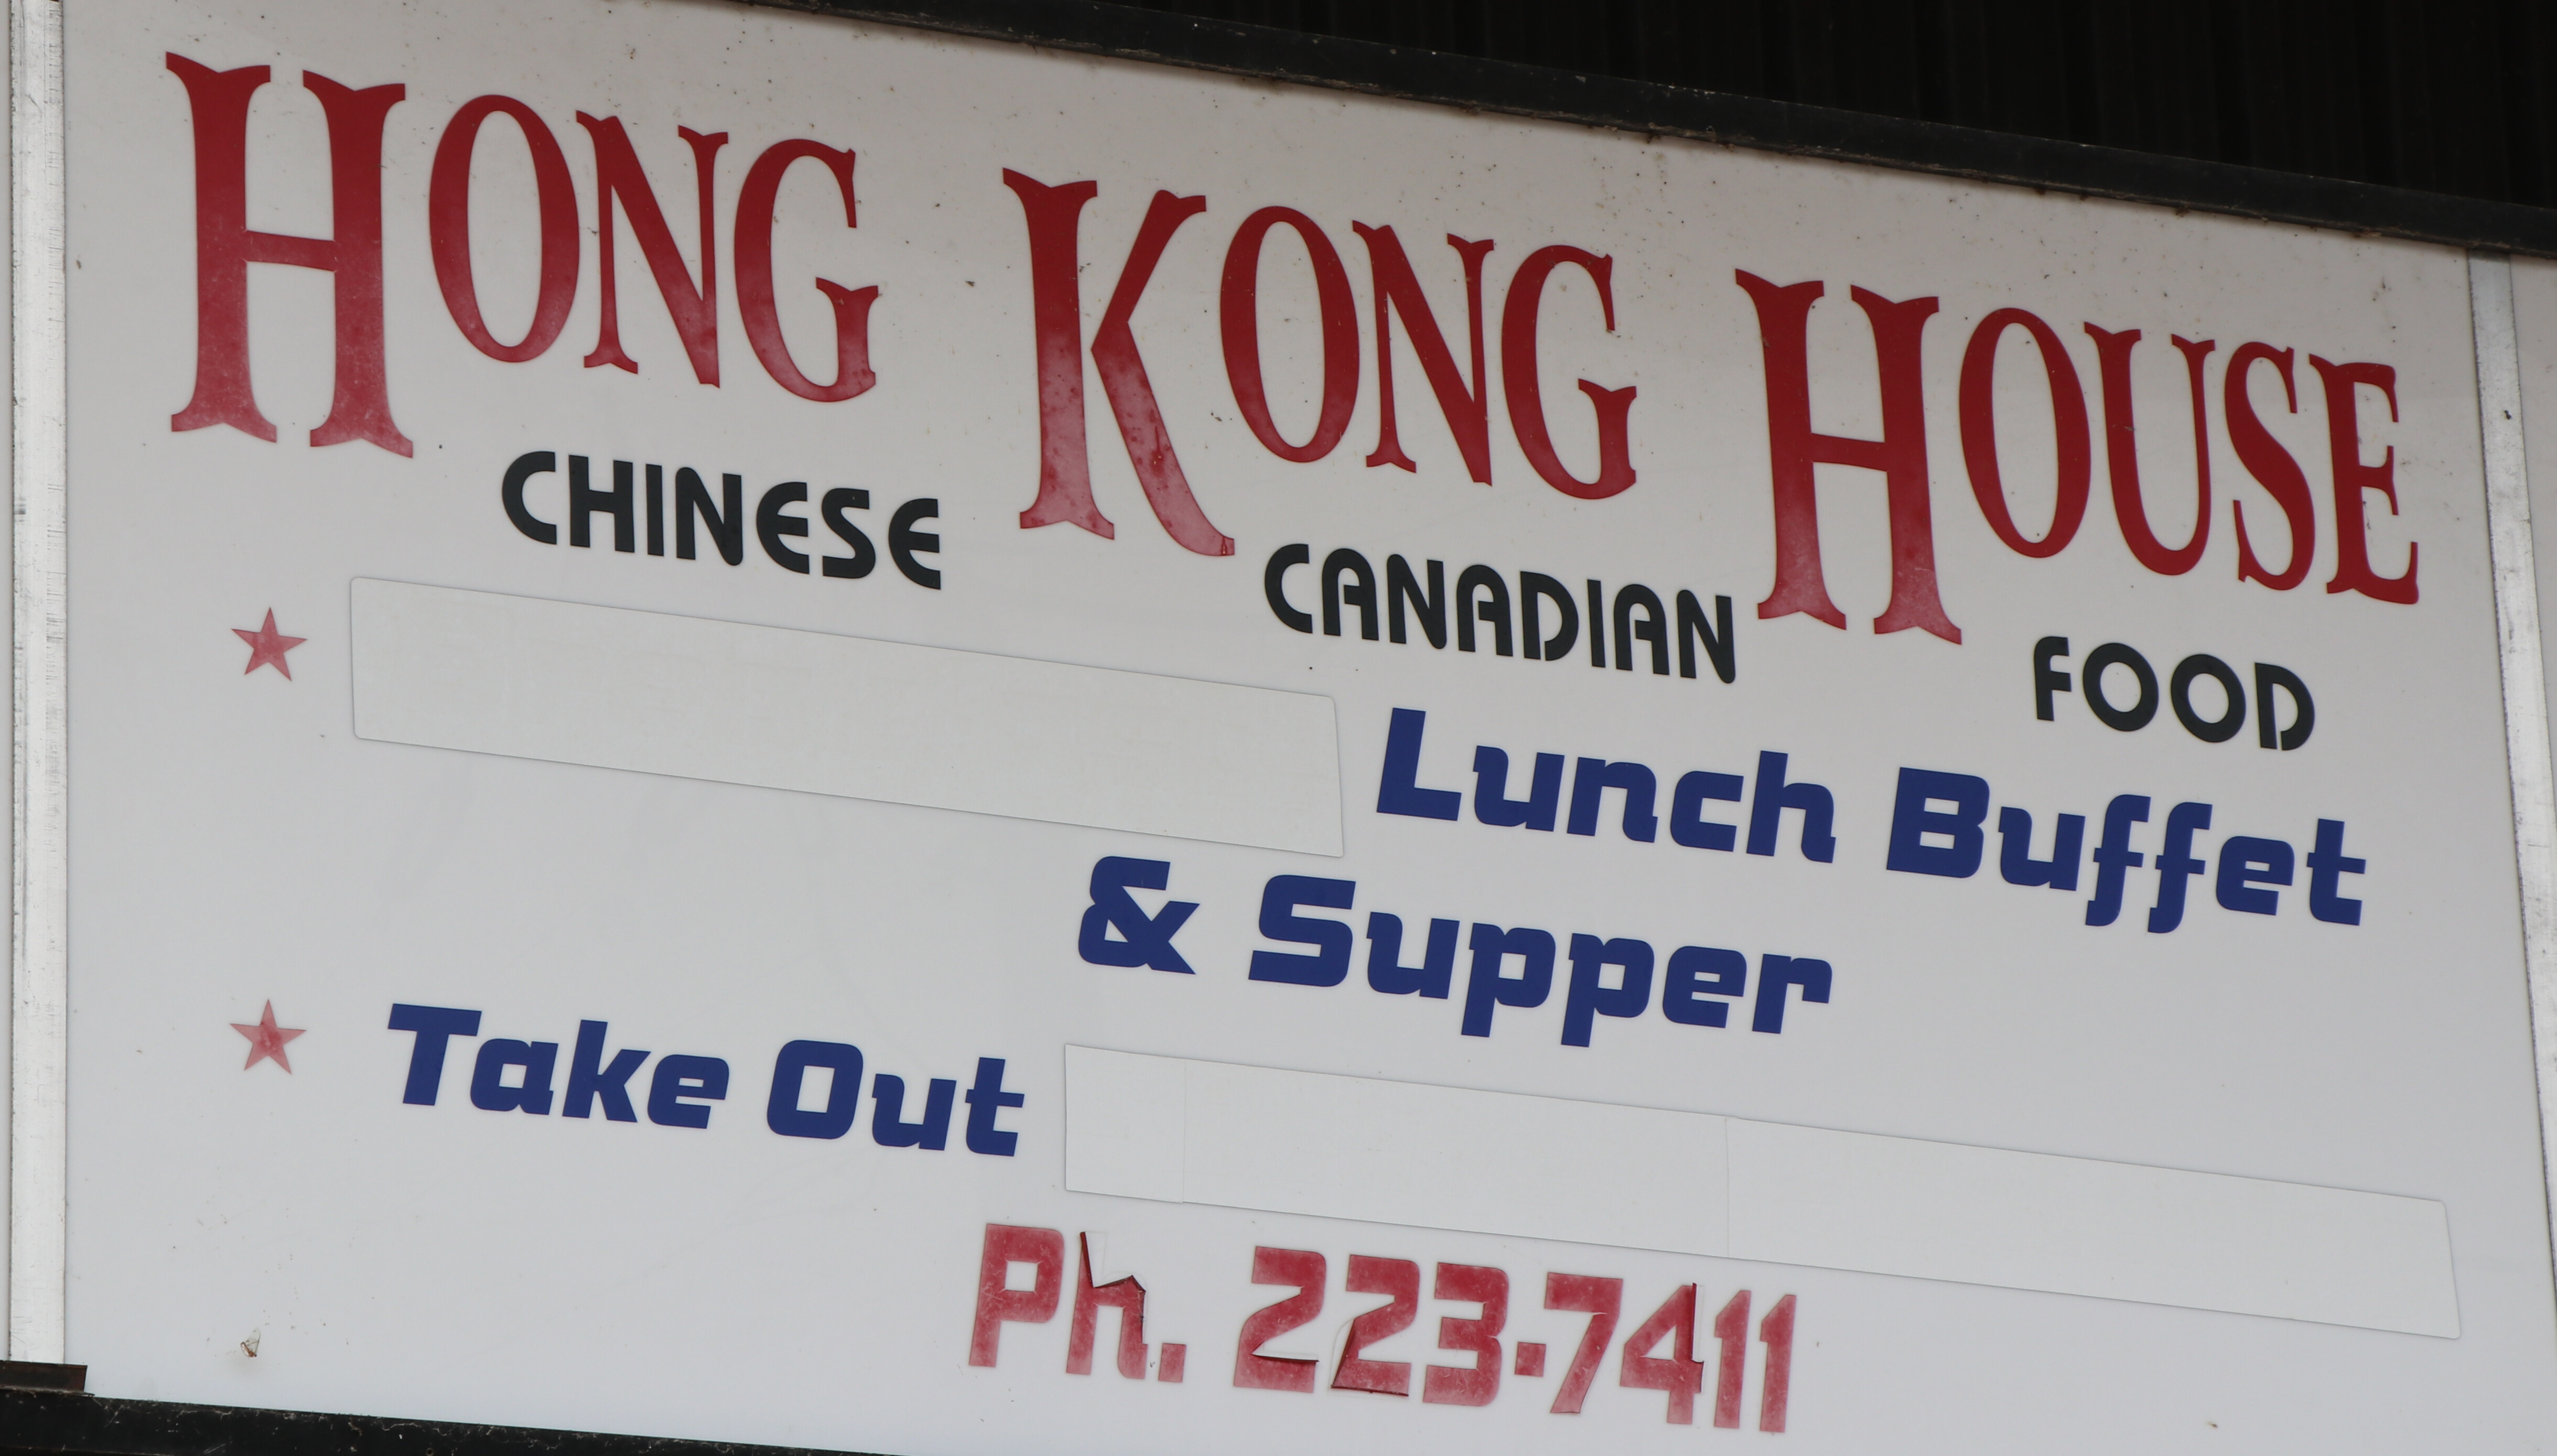 HONG KONG HOUSE
CHINESE CANADIAN FOOD
Lunch Buffet
& Supper
Take Out
Ph. 223-7411